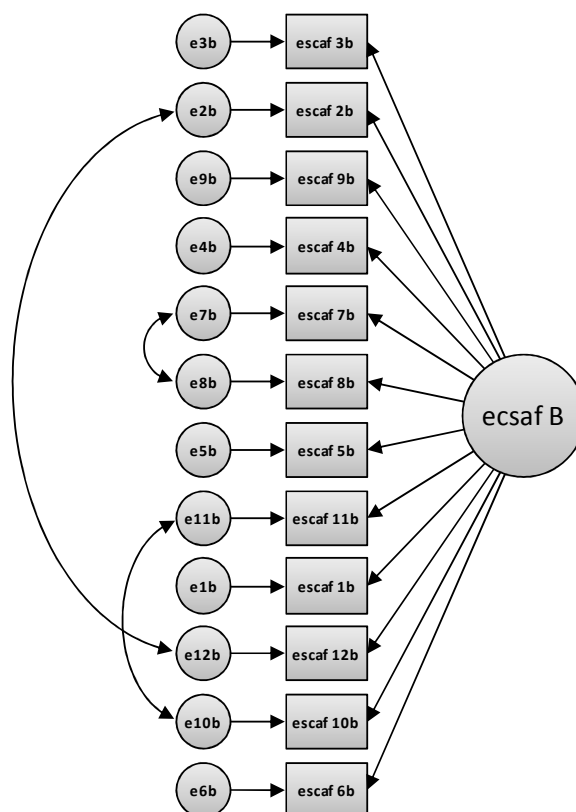 e3b escaf 3b
e2b escaf 2b
e9b escaf 9b
e4b escaf 4b
e7b escaf 7b
e8b escaf 8b
ecsaf B
e5b escaf 5b
e11b escaf 11b
e1b escaf 1b
e12b escaf 12b
e10b escaf 10b
e6b escaf 6b